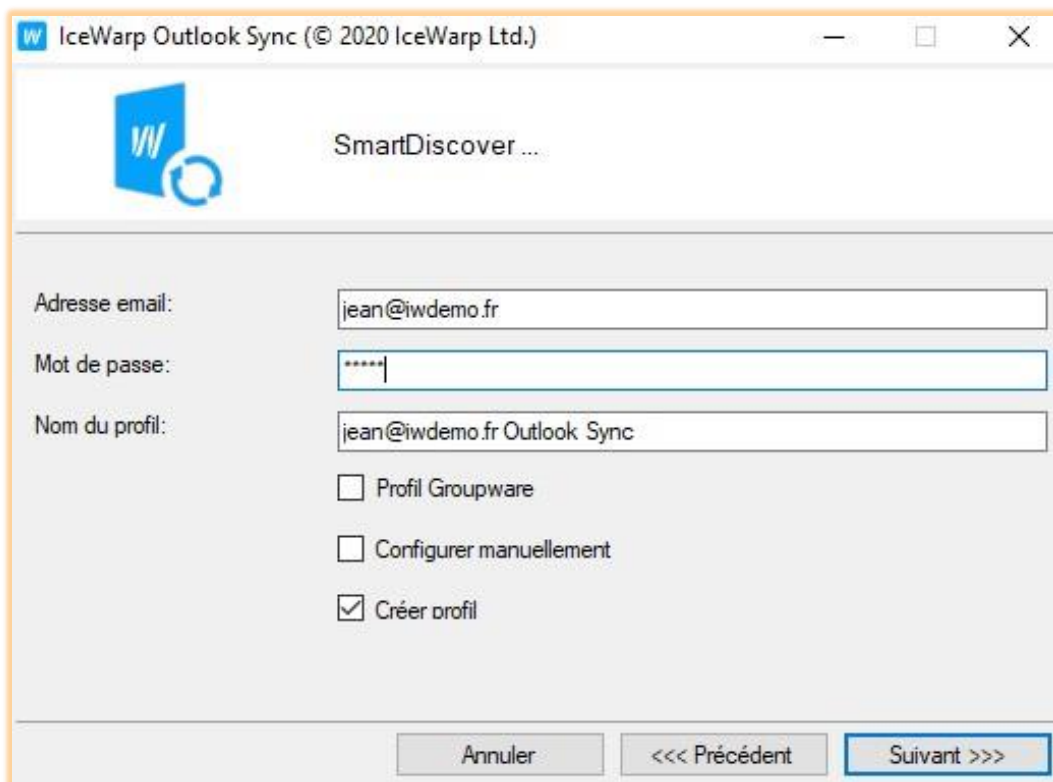 IceWarp Outlook Sync (© 2020 IceWarp Ltd.)
SmartDiscover ...
Adresse email:
jean@iwdemo.fr
Mot de passe:
*****
Nom du profil:
jean@iwdemo.fr Outlook Sync
Profil Groupware
Configurer manuellement
Créer profil
Annuler
<<< Précédent
Suivant >>>